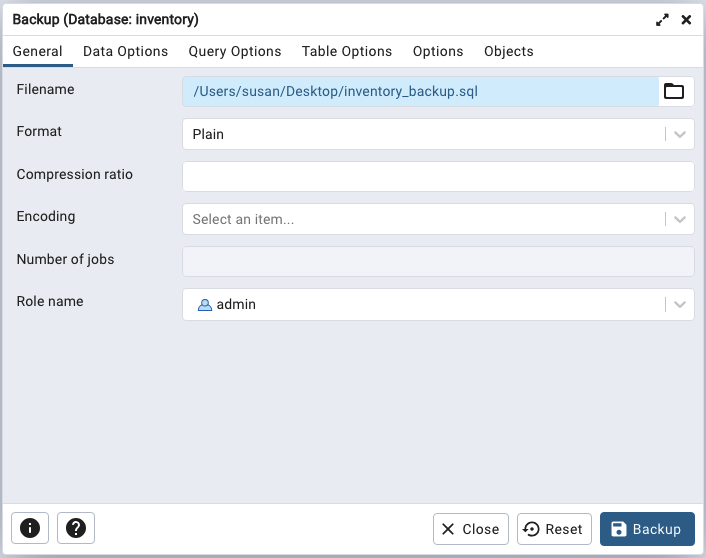 Backup (Database: inventory)
General Data Options Query Options Table Options Options Objects
Filename /Users/susan/Desktop/inventory_backup.sql
Format Plain
Compression ratio
Encoding Select an item...
Number of jobs
Role name admin
Close Reset Backup